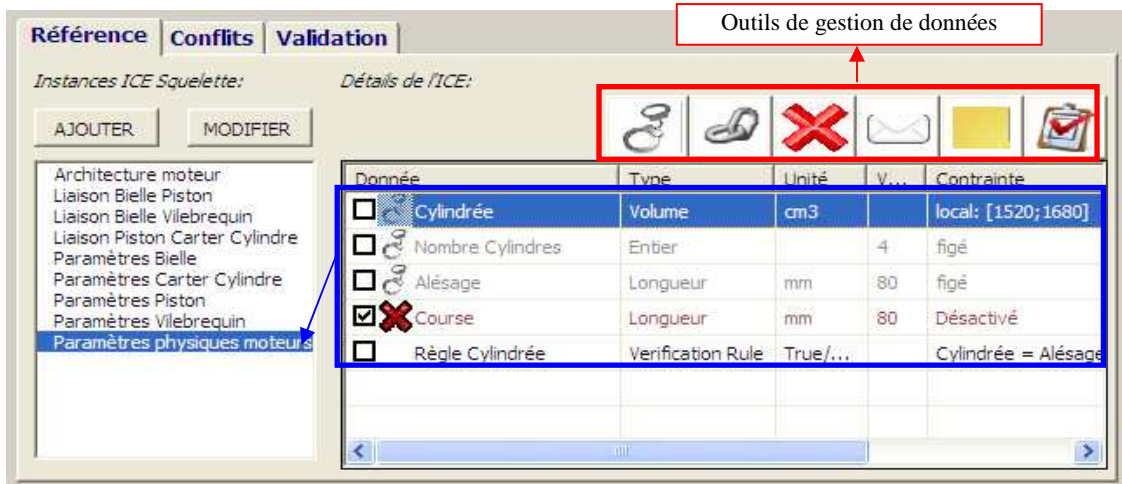 Outils de gestion de données
Référence Conflits Validation
Instances ICE Squelette: Détails de l'ICE:
AJOUTER MODIFIER
Architecture moteur
Liaison Bielle Piston
Liaison Bielle Vilebrequin
Liaison Piston Carter Cylindre
Paramètres Bielle
Paramètres Carter Cylindre
Paramètres Piston
Paramètres Vilebrequin
Paramètres physiques moteurs
Donnée Type Unité V... Contrainte
Cylindrée Volume cm3 local: [1520;1680]
Nombre Cylindres Entier 4 figé
Alésage Longueur mm 80 figé
Course Longueur mm 80 Désactivé
Règle Cylindrée Verification Rule True/... Cylindrée = Alésage